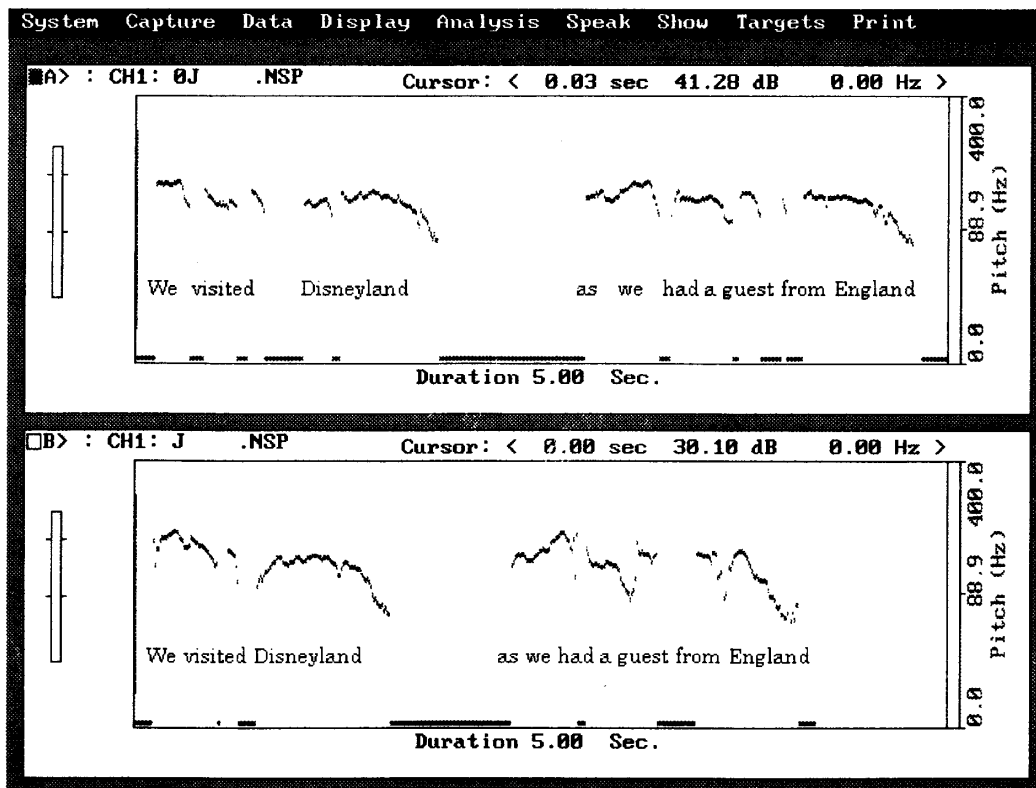 System Capture Data Display Analysis Speak Show Targets Print
A> : CH1: 0J .NSP Cursor: < 0.03 sec 41.28 dB 0.00 Hz >
400.0
88.9
0.0
Pitch (Hz)
We visited Disneyland as we had a guest from England
Duration 5.00 Sec.
B> : CH1: J .NSP Cursor: < 0.00 sec 30.10 dB 0.00 Hz >
400.0
88.9
0.0
Pitch (Hz)
We visited Disneyland as we had a guest from England
Duration 5.00 Sec.